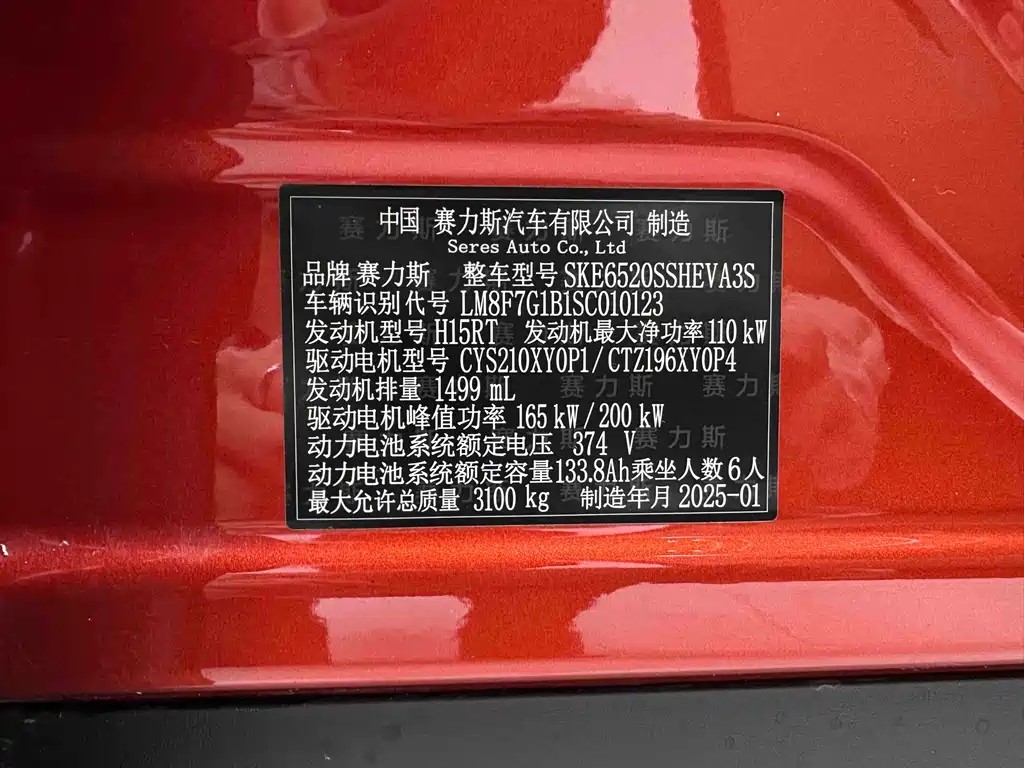 中国 赛力斯汽车有限公司 制造
Seres Auto Co., Ltd
品牌 赛力斯 整车型号 SKE6520SSHEVA3S
车辆识别代号 LM8F7G1B1SC010123
发动机型号 H15RT 发动机最大净功率 110 kW
驱动电机型号 CYS210XY0P1/CTZ196XY0P4
发动机排量 1499 mL
驱动电机峰值功率 165 kW/200 kW
动力电池系统额定电压 374 V
动力电池系统额定容量133.8Ah乘坐人数6人
最大允许总质量 3100 kg 制造年月 2025-01